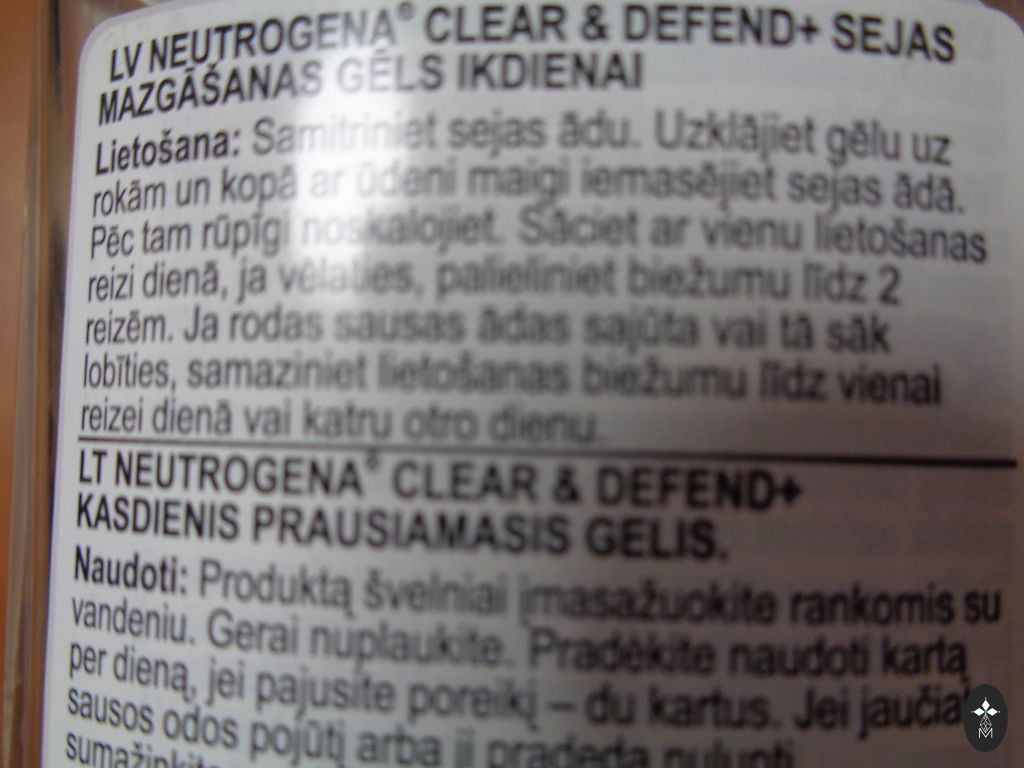 LV NEUTROGENA® CLEAR & DEFEND+ SEJAS
MAZGĀŠANAS GĒLS IKDIENAI
Lietošana: Samitriniet sejas ādu. Uzklājiet gēlu uz
rokām un kopā ar ūdeni maigi iemasējiet sejas ādā.
Pēc tam rūpīgi noskalojiet. Sāciet ar vienu lietošanas
reizi dienā, ja vēlaties, palieliniet biežumu līdz 2
reizēm. Ja rodas sausas ādas sajūta vai tā sāk
lobīties, samaziniet lietošanas biežumu līdz vienai
reizei dienā vai katru otro dienu.
LT NEUTROGENA® CLEAR & DEFEND+
KASDIENIS PRAUSIAMASIS GELIS.
Naudoti: Produktą švelniai įmasažuokite rankomis su
vandeniu. Gerai nuplaukite. Pradėkite naudoti kartą
per dieną, jei pajusite poreikį – du kartus. Jei jaučia
sausos odos pojūtį arba ji pradeda nulupti
M